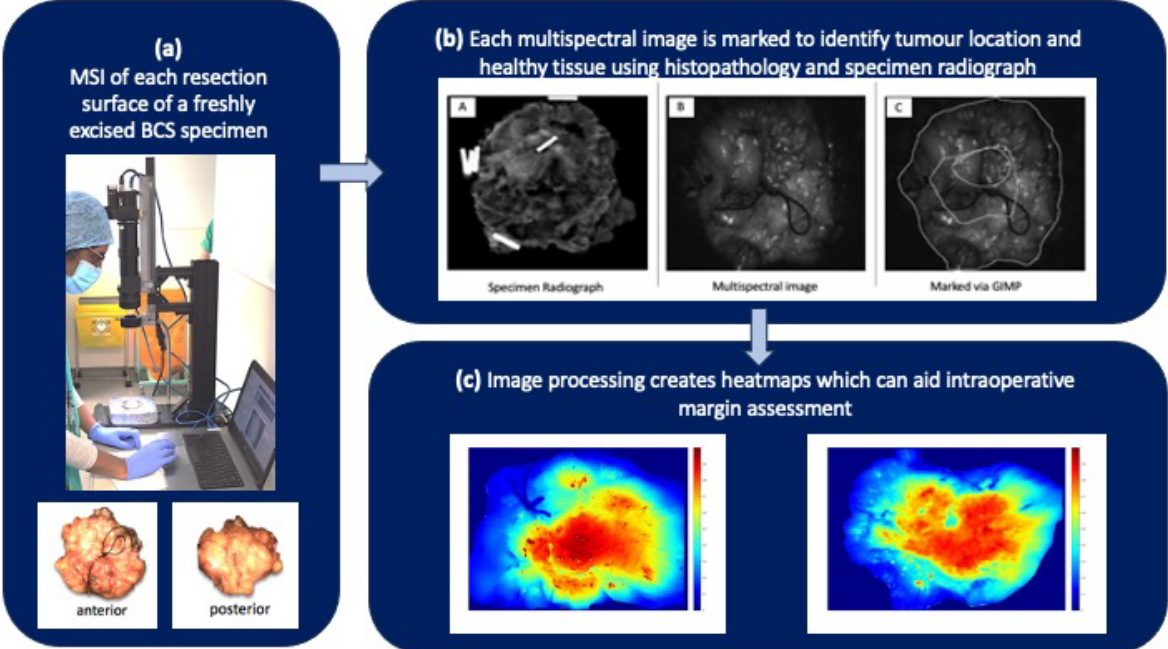 (a)
MSI of each resection
surface of a freshly
excised BCS specimen
anterior
posterior
(b) Each multispectral image is marked to identify tumour location and
healthy tissue using histopathology and specimen radiograph
A
B
C
Specimen Radiograph
Multispectral image
Marked via GIMP
(c) Image processing creates heatmaps which can aid intraoperative
margin assessment